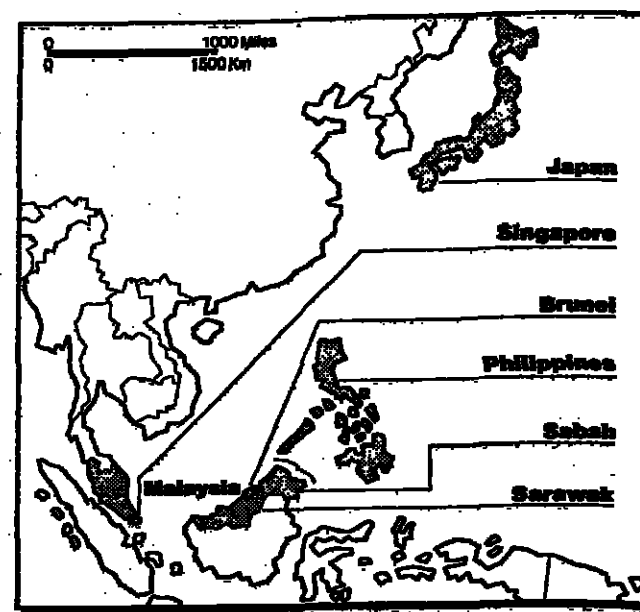 0 1000 Miles
0 1500 Km
Japan
Singapore
Brunei
Philippines
Sabah
Malaysia
Sarawak